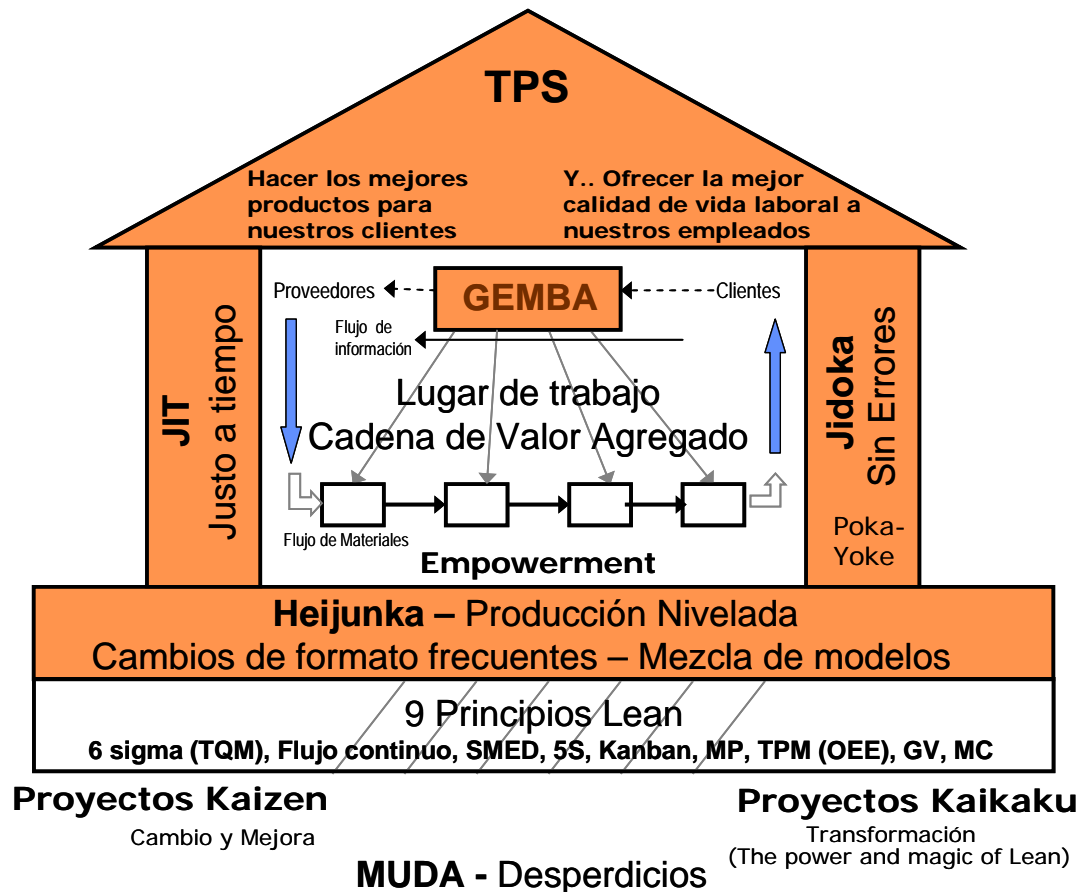 TPS
Hacer los mejores
productos para
nuestros clientes
Y.. Ofrecer la mejor
calidad de vida laboral a
nuestros empleados
JIT
Justo a tiempo
Proveedores
GEMBA
Clientes
Flujo de
información
Lugar de trabajo
Cadena de Valor Agregado
Flujo de Materiales
Empowerment
Jidoka
Sin Errores
Poka-
Yoke
Heijunka – Producción Nivelada
Cambios de formato frecuentes – Mezcla de modelos
9 Principios Lean
6 sigma (TQM), Flujo continuo, SMED, 5S, Kanban, MP, TPM (OEE), GV, MC
Proyectos Kaizen
Cambio y Mejora
Proyectos Kaikaku
Transformación
(The power and magic of Lean)
MUDA - Desperdicios